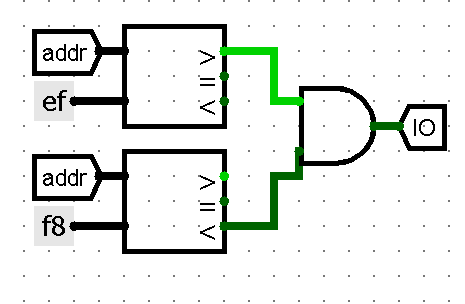 addr
>
=
<
ef
IO
addr
>
=
<
f8